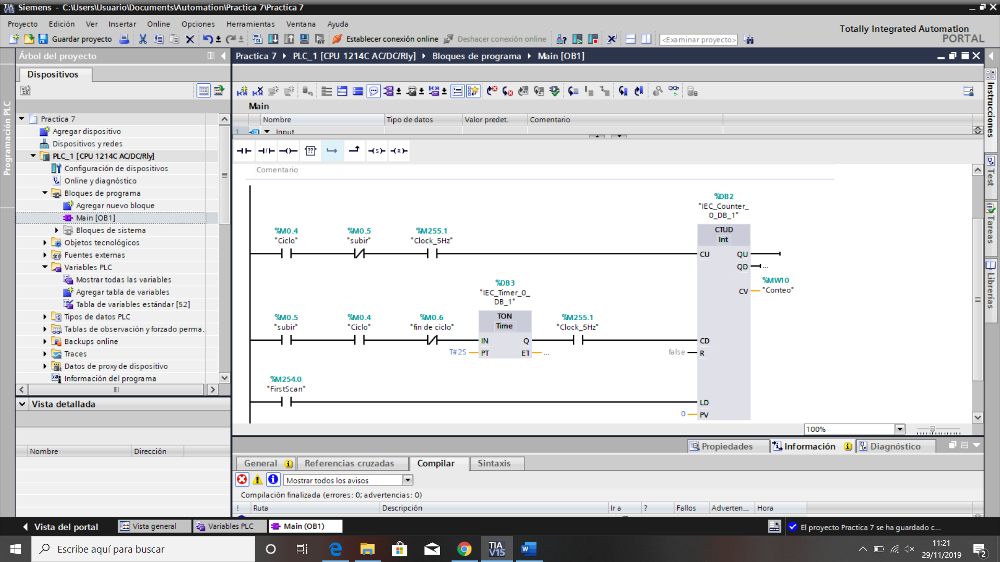 Siemens - C:\Users\Usuario\Documents\Automation\Practica 7\Practica 7
Proyecto Edición Ver Insertar Online Opciones Herramientas Ventana Ayuda
Totally Integrated Automation
PORTAL
Guardar proyecto Establecer conexión online Deshacer conexión online <Examinar proyecto>
Árbol del proyecto
Practica 7 PLC_1 [CPU 1214C AC/DC/Rly] Bloques de programa Main [OB1]
Dispositivos
Programación PLC
Practica 7
Agregar dispositivo
Dispositivos y redes
PLC_1 [CPU 1214C AC/DC/Rly]
Configuración de dispositivos
Online y diagnóstico
Bloques de programa
Agregar nuevo bloque
Main [OB1]
Bloques de sistema
Objetos tecnológicos
Fuentes externas
Variables PLC
Mostrar todas las variables
Agregar tabla de variables
Tabla de variables estándar [52]
Tipos de datos PLC
Tablas de observación y forzado perma...
Backups online
Traces
Datos de proxy de dispositivo
Información del programa
Vista detallada
Nombre Dirección
Main
Nombre Tipo de datos Valor predet. Comentario
1 Input
Comentario
%DB2
"IEC_Counter_
0_DB_1"
CTUD
Int
%M0.4 %M0.5 %M255.1
"Ciclo" "subir" "Clock_5Hz"
CU QU
QD ...
%MW10
CV "Conteo"
%DB3
"IEC_Timer_0_
DB_1"
TON
Time
%M0.5 %M0.4 %M0.6 %M255.1
"subir" "Ciclo" "fin de ciclo" "Clock_5Hz"
IN Q CD
T#2S PT ET ... false R
%M254.0
"FirstScan"
LD
0 PV
100%
Instrucciones
Test
Tareas
Librerías
Propiedades Información Diagnóstico
General Referencias cruzadas Compilar Sintaxis
Mostrar todos los avisos
Compilación finalizada (errores: 0; advertencias: 0)
! Ruta Descripción Ir a ? Fallos Adverten... Hora
Vista del portal Vista general Variables PLC Main (OB1) El proyecto Practica 7 se ha guardado c...
Escribe aquí para buscar
TIA
V15
11:21
29/11/2019
2